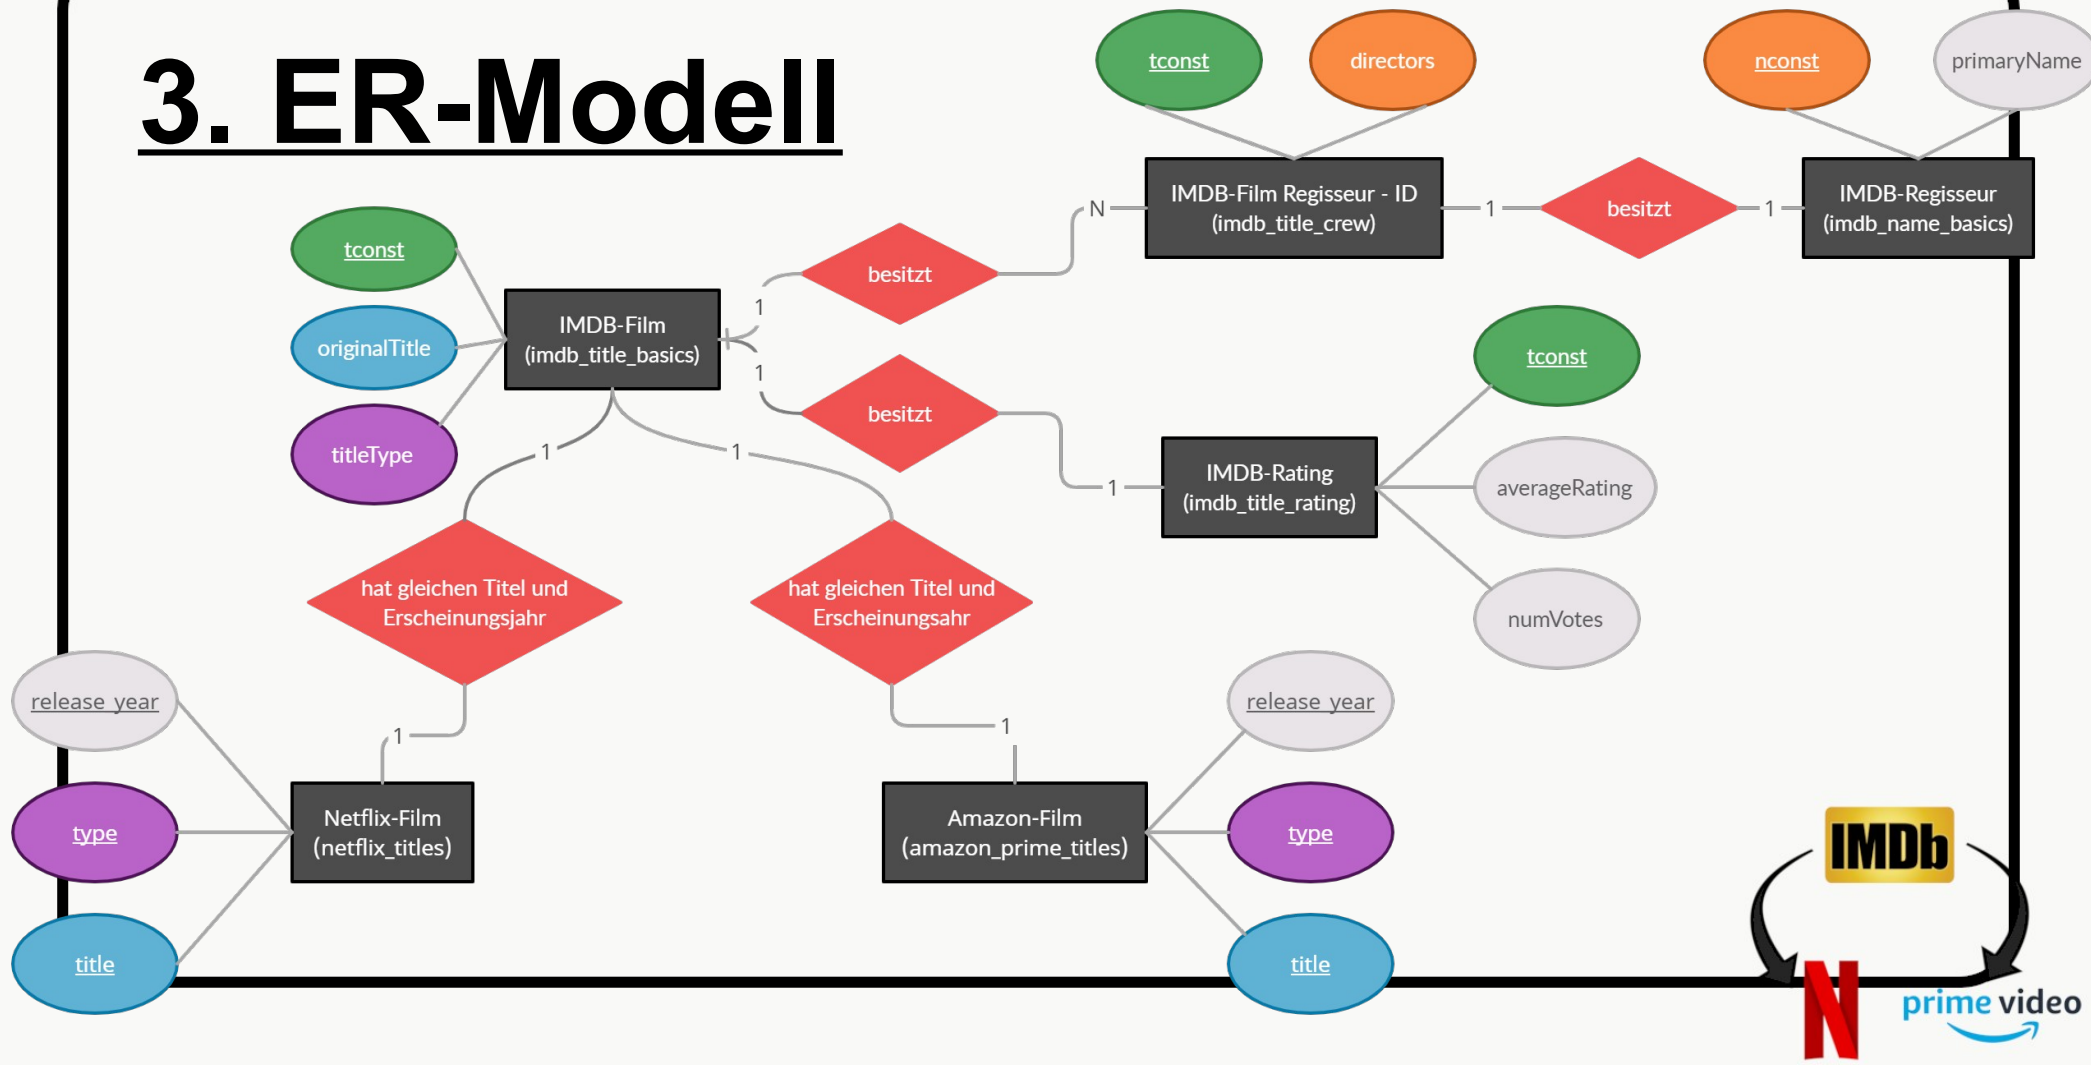 3. ER-Modell
tconst
directors
nconst
primaryName
IMDB-Film Regisseur - ID
(imdb_title_crew)
1
besitzt
1
IMDB-Regisseur
(imdb_name_basics)
N
besitzt
1
tconst
originalTitle
titleType
IMDB-Film
(imdb_title_basics)
1
besitzt
1
IMDB-Rating
(imdb_title_rating)
tconst
averageRating
numVotes
1
1
hat gleichen Titel und
Erscheinungsjahr
hat gleichen Titel und
Erscheinungsahr
1
1
release_year
type
title
Netflix-Film
(netflix_titles)
Amazon-Film
(amazon_prime_titles)
release_year
type
title
IMDb
N
prime video